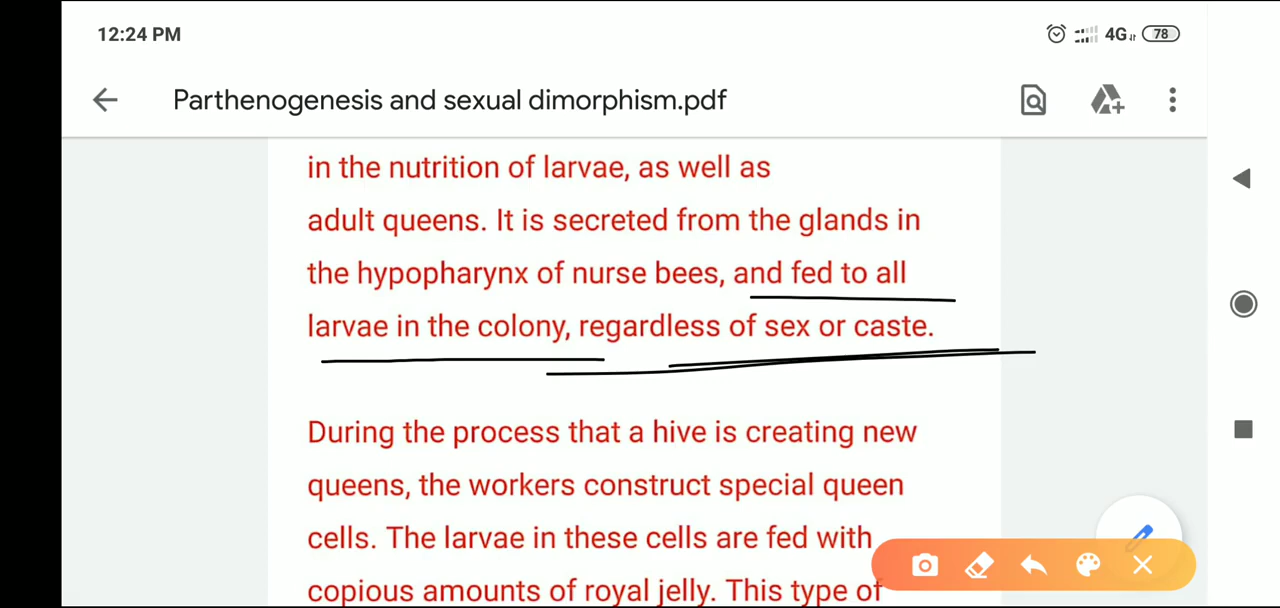 12:24 PM
4G 78
Parthenogenesis and sexual dimorphism.pdf
in the nutrition of larvae, as well as
adult queens. It is secreted from the glands in
the hypopharynx of nurse bees, and fed to all
larvae in the colony, regardless of sex or caste.
During the process that a hive is creating new
queens, the workers construct special queen
cells. The larvae in these cells are fed with
copious amounts of royal jelly. This type of